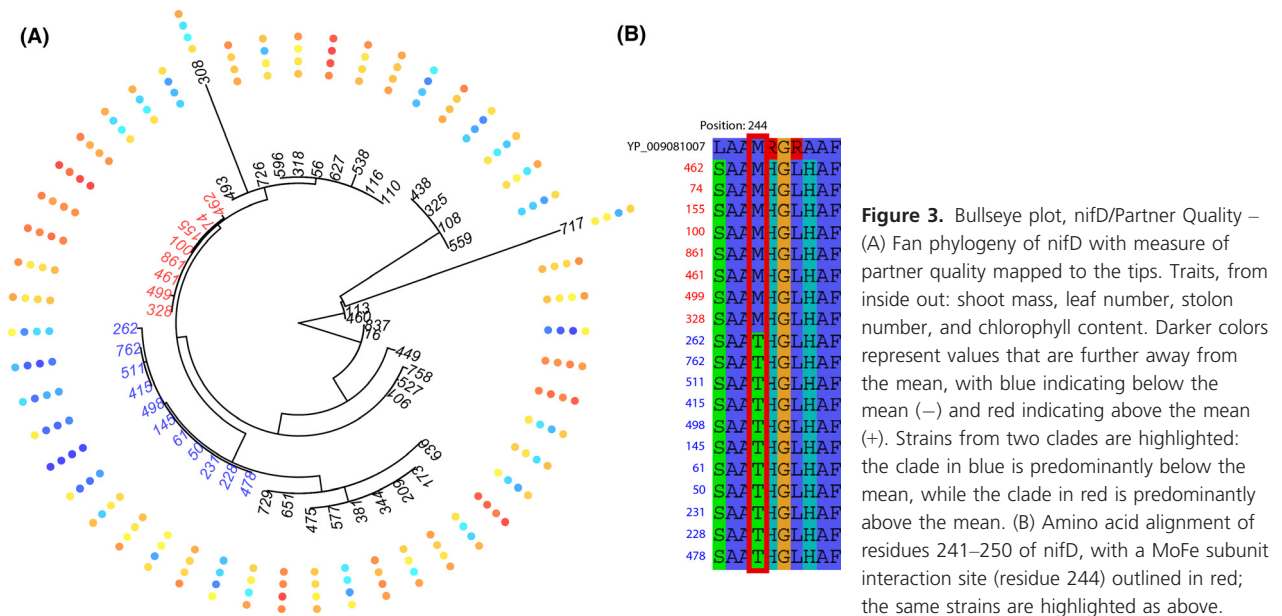 (A)
308
493
726
596
318
56
627
538
116
110
438
325
108
559
717
113
460
837
16
449
758
527
106
636
173
209
344
387
577
475
651
729
478
228
231
50
61
145
498
415
511
762
262
328
499
461
861
100
155
74
462
(B)
Position: 244
YP_009081007 LAAMRGRAAF
462 SAAMHGLHAF
74 SAAMHGLHAF
155 SAAMHGLHAF
100 SAAMHGLHAF
861 SAAMHGLHAF
461 SAAMHGLHAF
499 SAAMHGLHAF
328 SAAMHGLHAF
262 SAATHGLHAF
762 SAATHGLHAF
511 SAATHGLHAF
415 SAATHGLHAF
498 SAATHGLHAF
145 SAATHGLHAF
61 SAATHGLHAF
50 SAATHGLHAF
231 SAATHGLHAF
228 SAATHGLHAF
478 SAATHGLHAF
Figure 3. Bullseye plot, nifD/Partner Quality –
(A) Fan phylogeny of nifD with measure of
partner quality mapped to the tips. Traits, from
inside out: shoot mass, leaf number, stolon
number, and chlorophyll content. Darker colors
represent values that are further away from
the mean, with blue indicating below the
mean (−) and red indicating above the mean
(+). Strains from two clades are highlighted:
the clade in blue is predominantly below the
mean, while the clade in red is predominantly
above the mean. (B) Amino acid alignment of
residues 241–250 of nifD, with a MoFe subunit
interaction site (residue 244) outlined in red;
the same strains are highlighted as above.